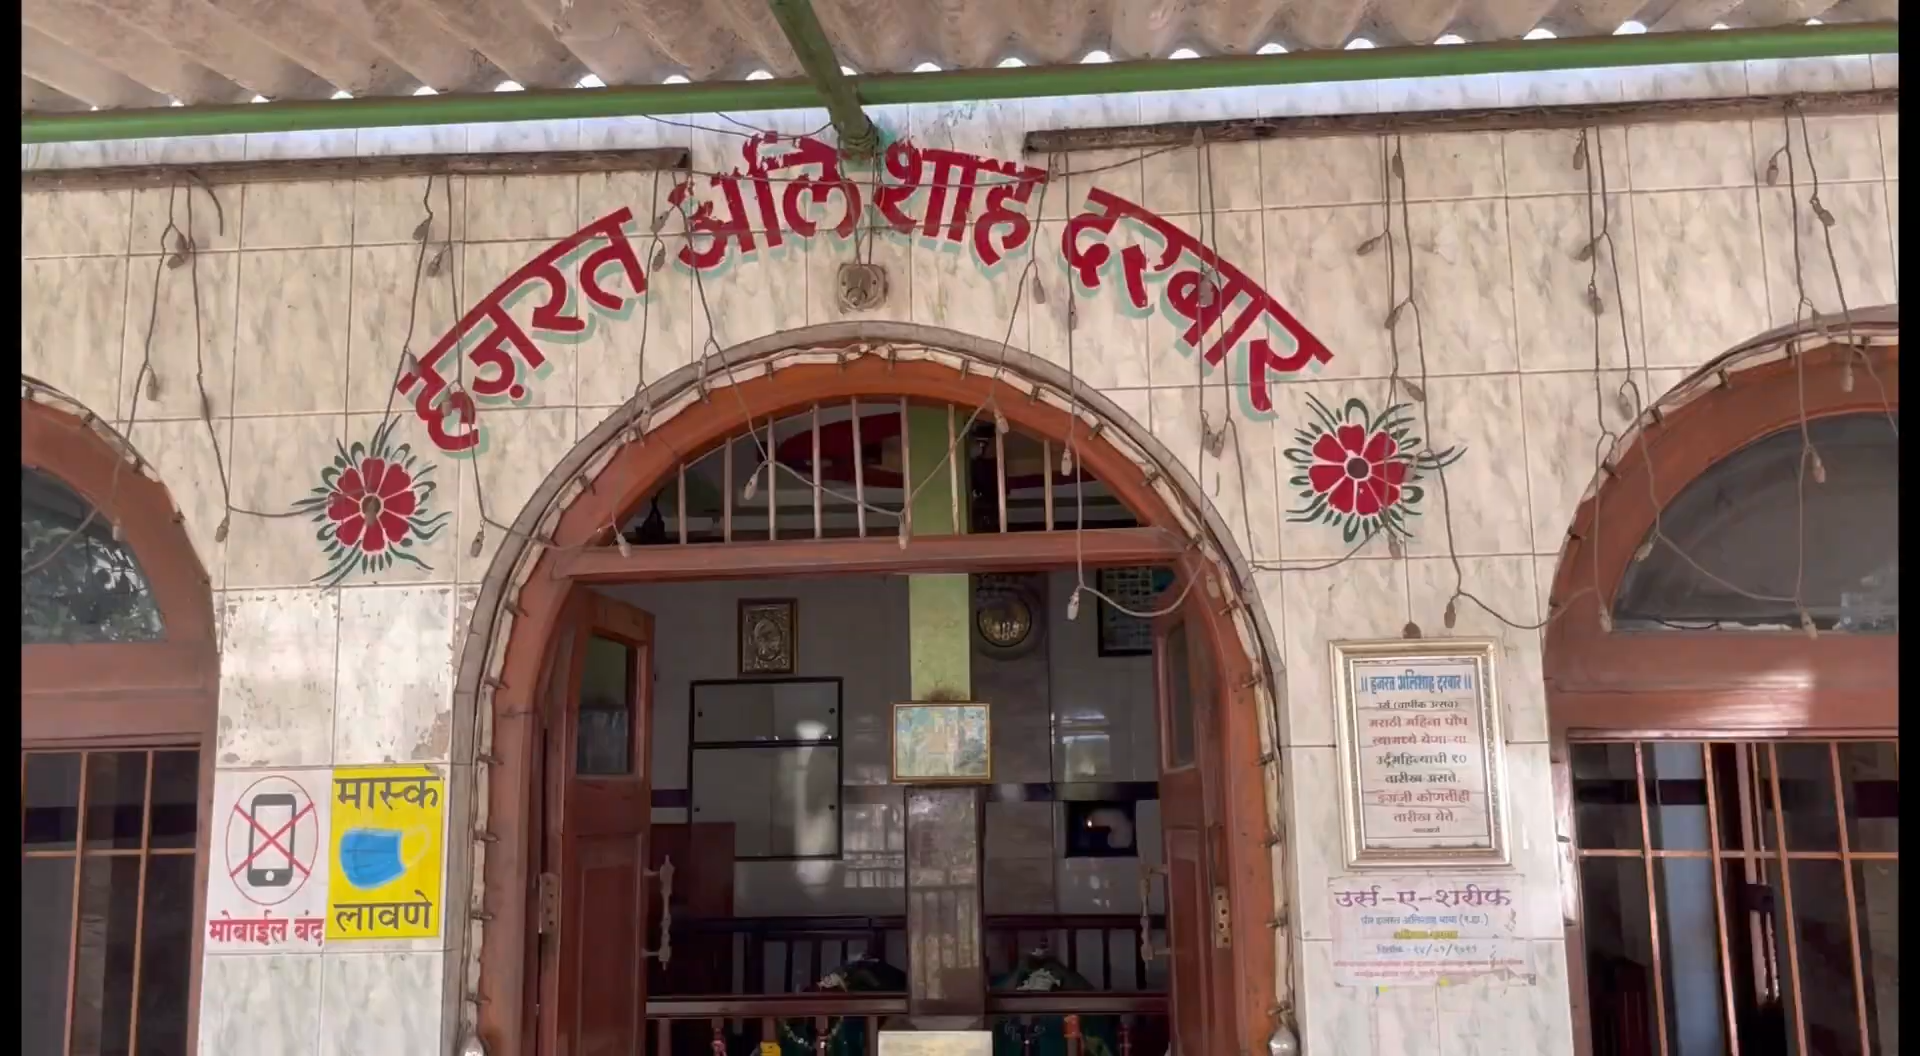 हज़रत अलिशाह दरबार
मोबाईल बंद
मास्क
लावणे
॥ हजरत अलिशाह दरबार ॥
उर्स (वार्षीक उत्सव)
मराठी महिना पौष
त्यामध्ये येणा-या
उर्दूमहिन्याची १०
तारीख असते.
इंग्रजी कोणतीही
तारीख येते.
उर्स-ए-शरीफ